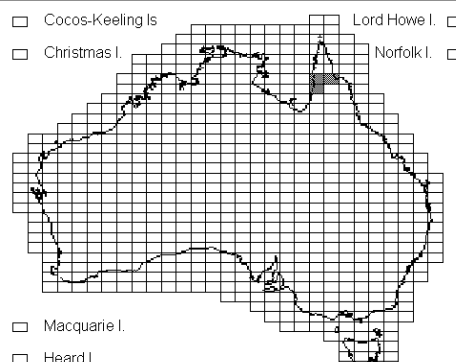 Cocos-Keeling Is
Lord Howe I.
Christmas I.
Norfolk I.
Macquarie I.
Heard I.